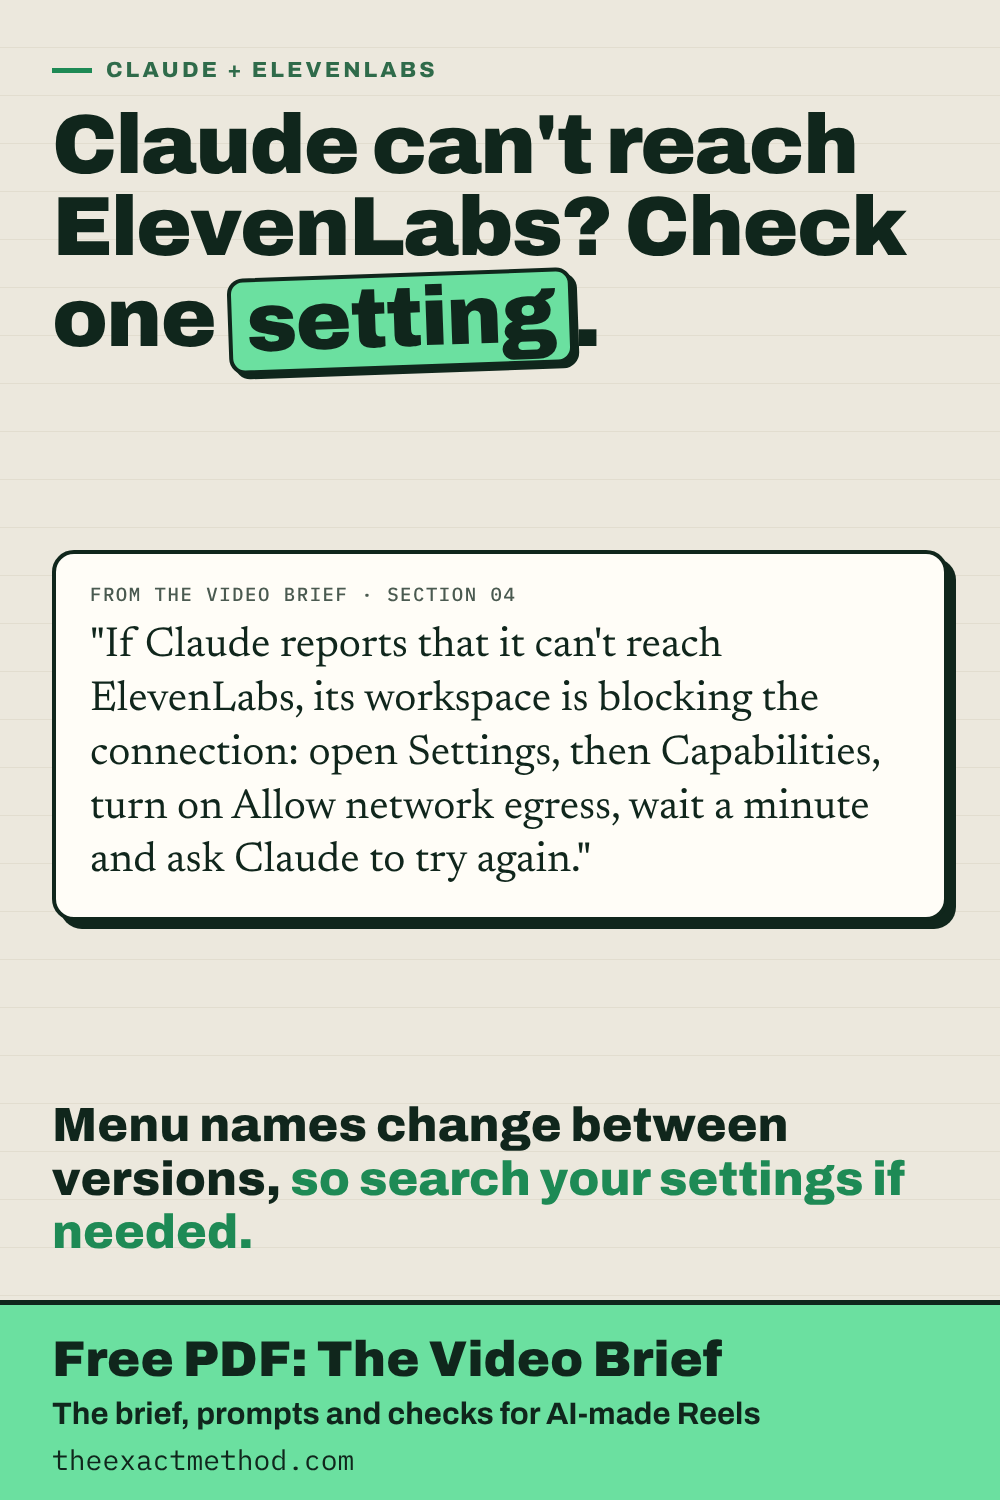 CLAUDE + ELEVENLABS
Claude can't reach
ElevenLabs? Check
one setting.
FROM THE VIDEO BRIEF · SECTION 04
"If Claude reports that it can't reach
ElevenLabs, its workspace is blocking the
connection: open Settings, then Capabilities,
turn on Allow network egress, wait a minute
and ask Claude to try again."
Menu names change between
versions, so search your settings if
needed.
Free PDF: The Video Brief
The brief, prompts and checks for AI-made Reels
theexactmethod.com